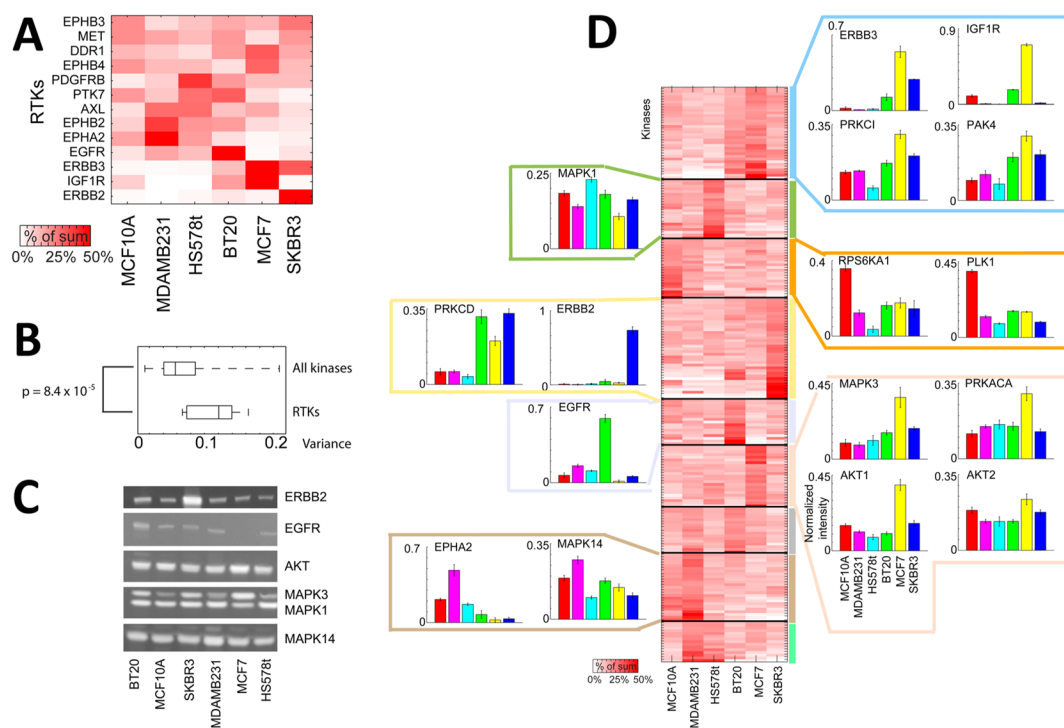 A
RTKs
EPHB3
MET
DDR1
EPHB4
PDGFRB
PTK7
AXL
EPHB2
EPHA2
EGFR
ERBB3
IGF1R
ERBB2
% of sum
0% 25% 50%
MCF10A
MDAMB231
HS578t
BT20
MCF7
SKBR3
B
p = 8.4 x 10-5
All kinases
RTKs
0 0.1 0.2
Variance
C
ERBB2
EGFR
AKT
MAPK3
MAPK1
MAPK14
BT20
MCF10A
SKBR3
MDAMB231
MCF7
HS578t
D
Kinases
MAPK1
0.25
0
PRKCD
0.35
0
ERBB2
1
0
EGFR
0.7
0
EPHA2
0.7
0
MAPK14
0.35
0
% of sum
0% 25% 50%
MCF10A
MDAMB231
HS578t
BT20
MCF7
SKBR3
0.7
ERBB3
0
0.9
IGF1R
0
0.35
PRKCI
0
0.35
PAK4
0
0.4
RPS6KA1
0
0.45
PLK1
0
0.45
MAPK3
0
0.35
PRKACA
0
0.45
AKT1
0
0.45
AKT2
0
Normalized
intensity
MCF10A
MDAMB231
HS578t
BT20
MCF7
SKBR3